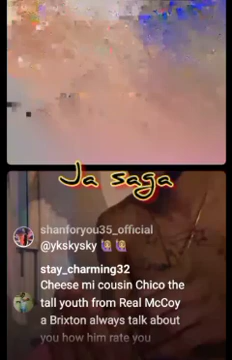 Ja saga
shanforyou35_official
@ykskysky 🙋🏽‍♀️🙋🏽‍♀️
stay_charming32
Cheese mi cousin Chico the
tall youth from Real McCoy
a Brixton always talk about
you how him rate you